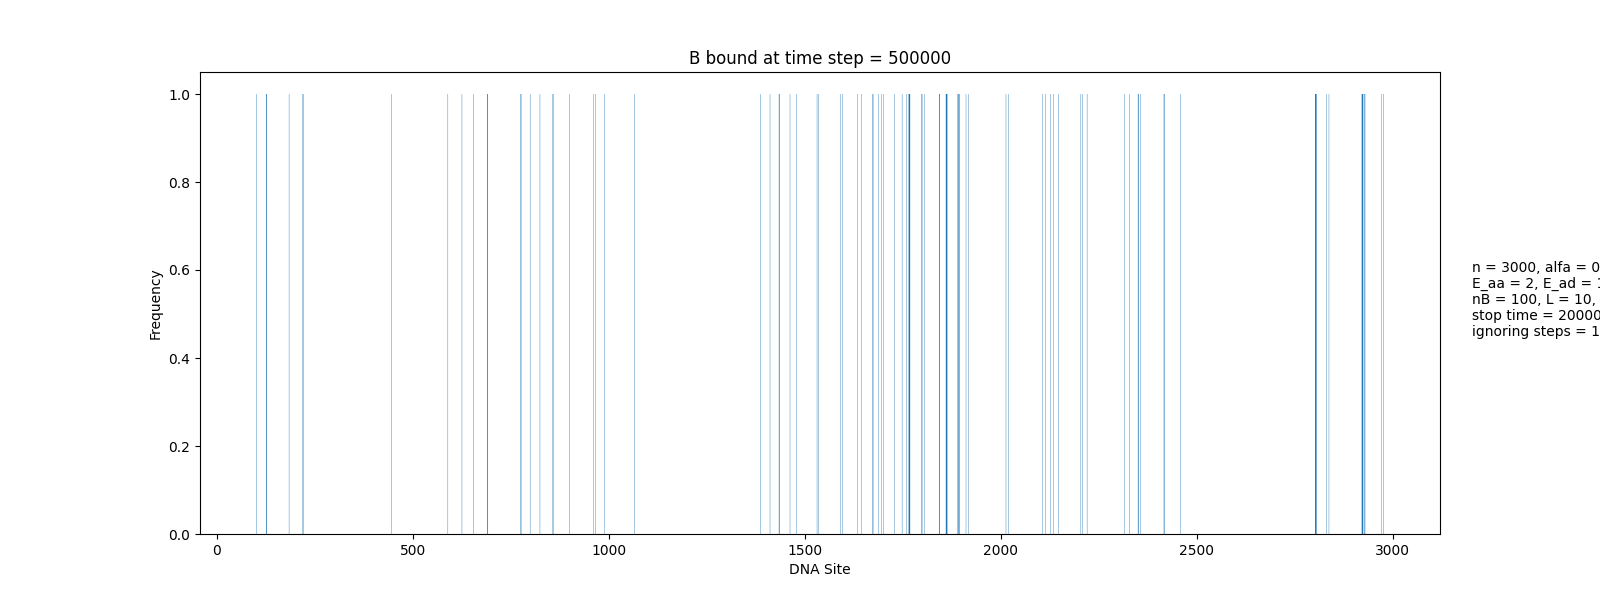 B bound at time step = 500000
Frequency
1.0
0.8
0.6
0.4
0.2
0.0
0 500 1000 1500 2000 2500 3000
DNA Site
n = 3000, alfa = 0
E_aa = 2, E_ad = 1
nB = 100, L = 10,
stop time = 20000
ignoring steps = 1